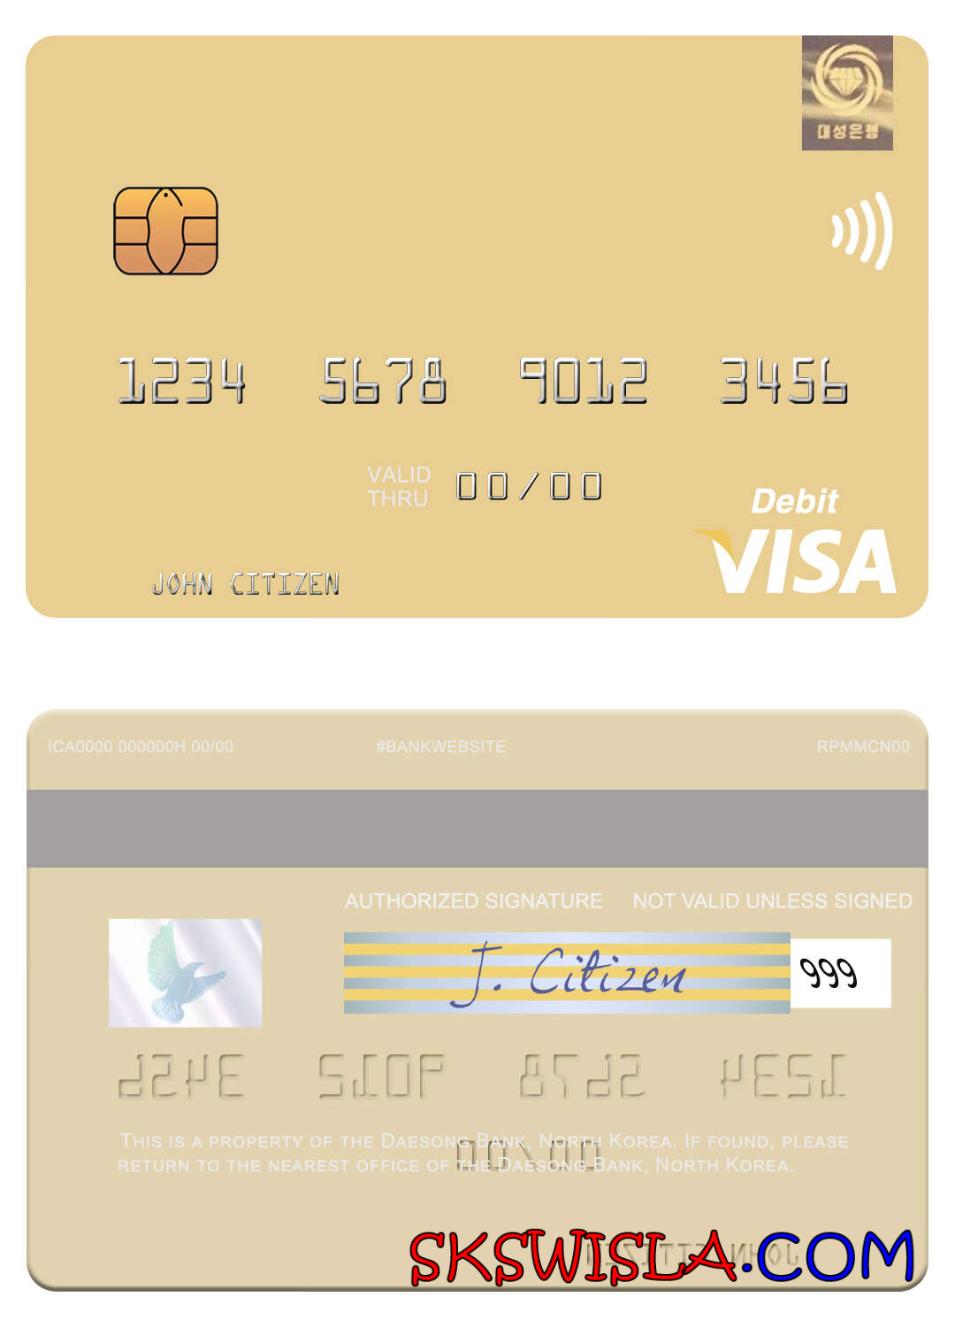 대성은행
1234 5678 9012 3456
VALID
THRU
00/00
Debit
VISA
JOHN CITIZEN
ICA0000 000000H 00/00 #BANKWEBSITE RPMMCN00
AUTHORIZED SIGNATURE NOT VALID UNLESS SIGNED
J. Citizen
999
THIS IS A PROPERTY OF THE DAESONG BANK, NORTH KOREA. IF FOUND, PLEASE
RETURN TO THE NEAREST OFFICE OF THE DAESONG BANK, NORTH KOREA.
SKSWISLA.COM